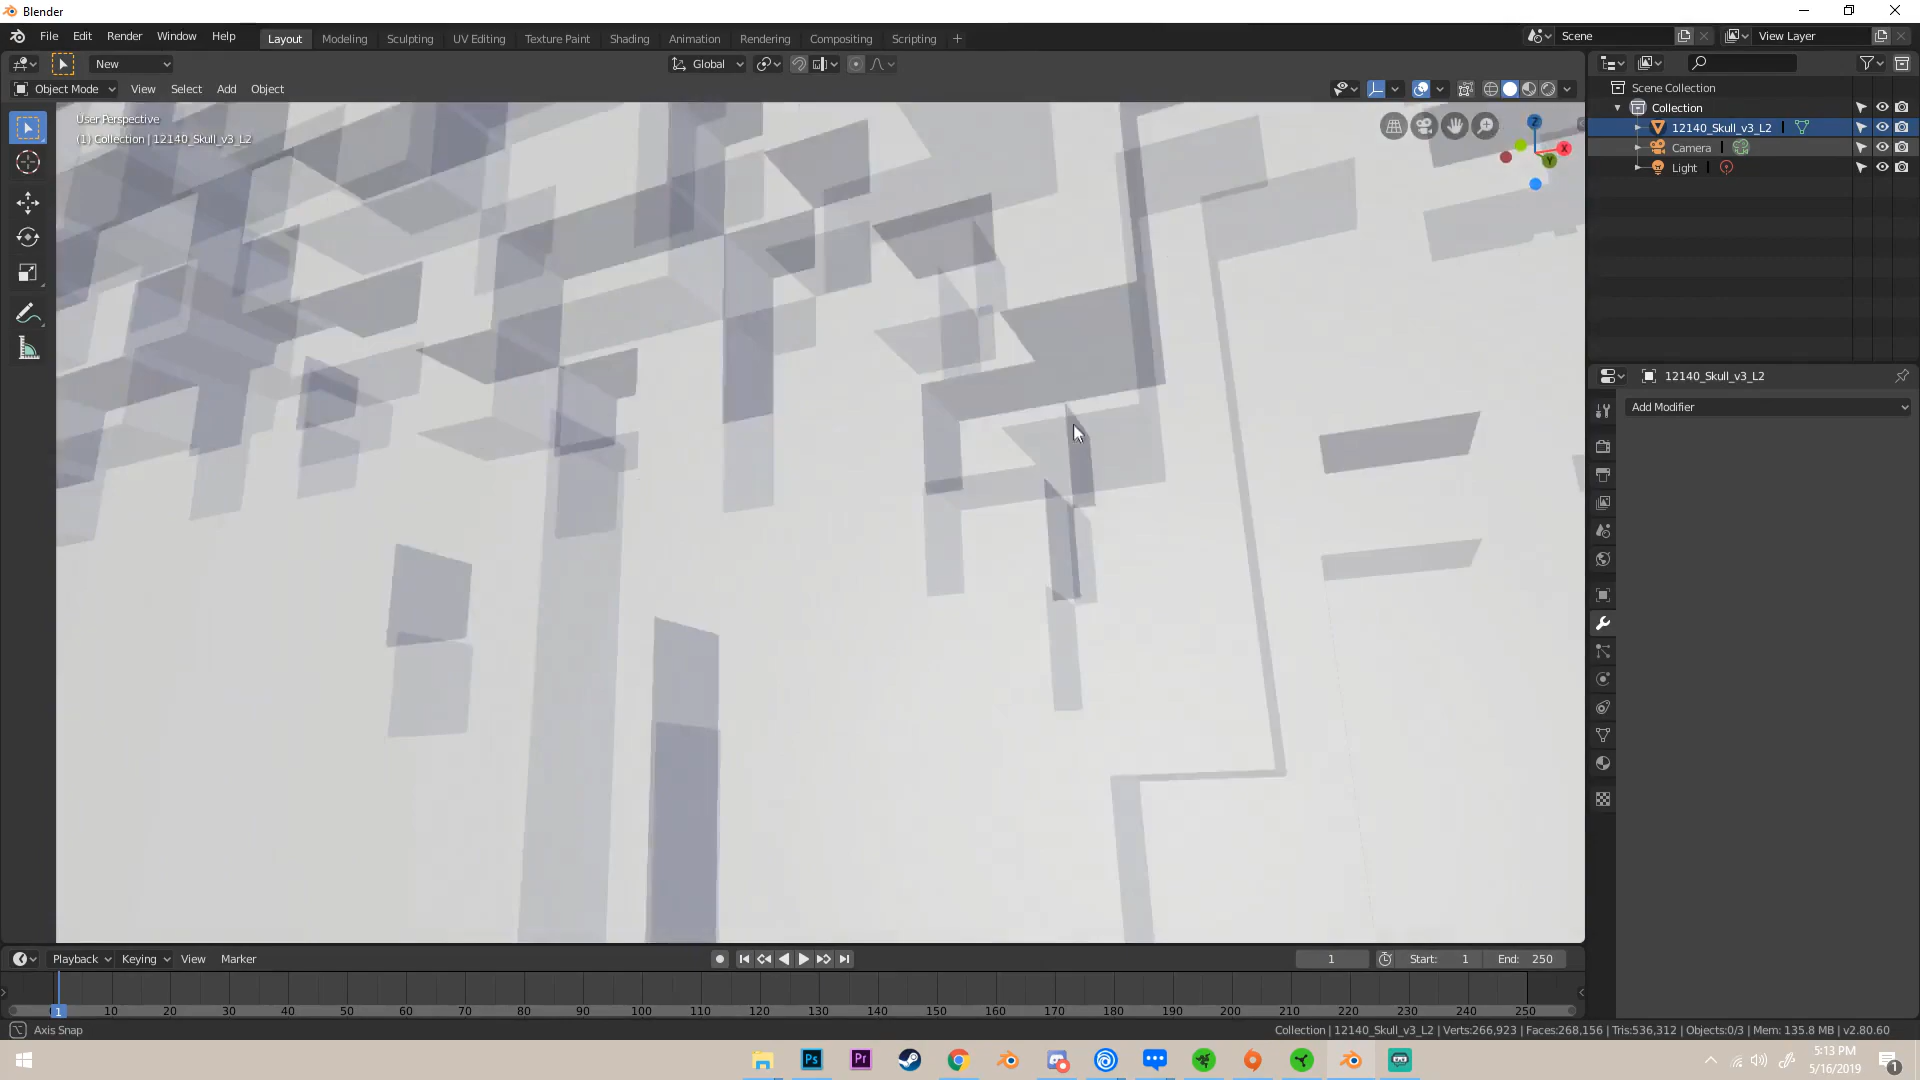 Blender
File Edit Render Window Help Layout Modeling Sculpting UV Editing Texture Paint Shading Animation Rendering Compositing Scripting + Scene View Layer
New Global
Object Mode View Select Add Object
User Perspective
(1) Collection | 12140_Skull_v3_L2
Z
X
Y
Scene Collection
Collection
12140_Skull_v3_L2
Camera
Light
12140_Skull_v3_L2
Add Modifier
Playback Keying View Marker 1 Start: 1 End: 250
1 10 20 30 40 50 60 70 80 90 100 110 120 130 140 150 160 170 180 190 200 210 220 230 240 250
Axis Snap Collection | 12140_Skull_v3_L2 | Verts:266,923 | Faces:268,156 | Tris:536,312 | Objects:0/3 | Mem: 135.8 MB | v2.80.60
Ps Pr
5:13 PM
5/16/2019
1